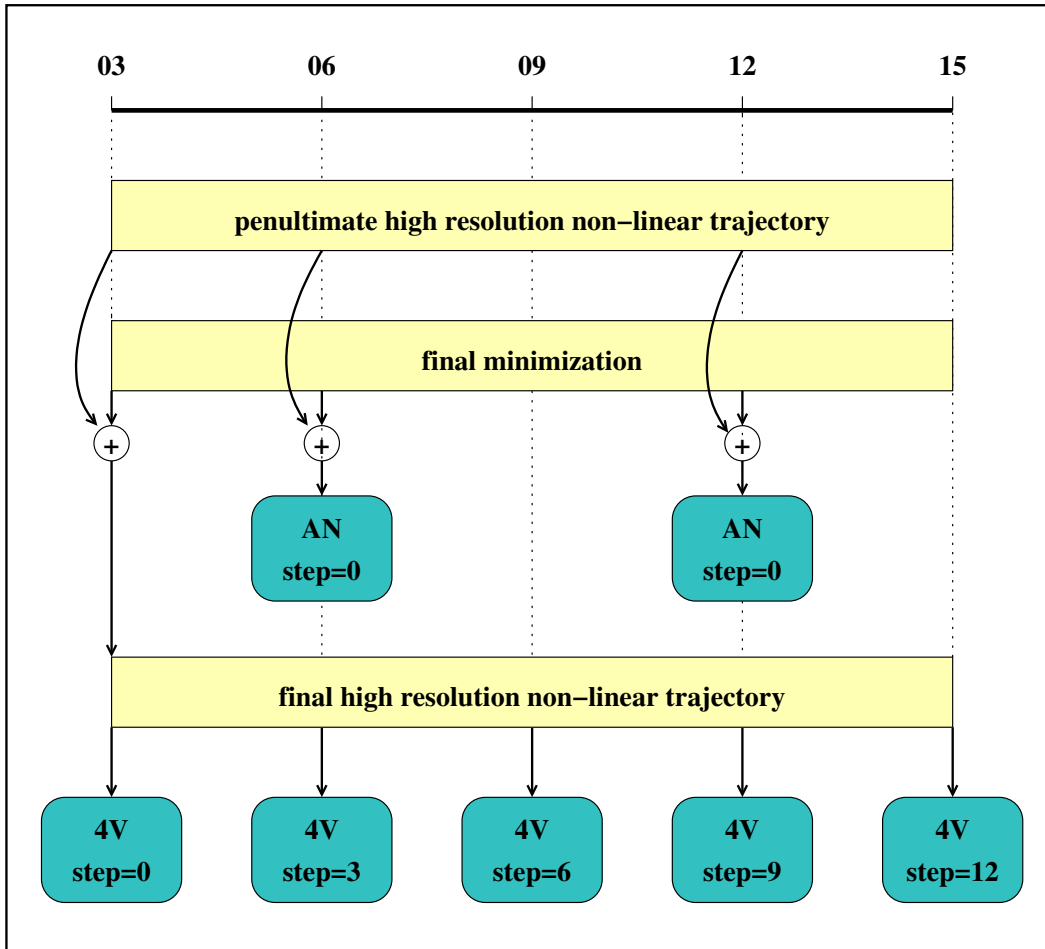 03 06 09 12 15
penultimate high resolution non−linear trajectory
final minimization
+ + +
AN AN
step=0 step=0
final high resolution non−linear trajectory
4V 4V 4V 4V 4V
step=0 step=3 step=6 step=9 step=12